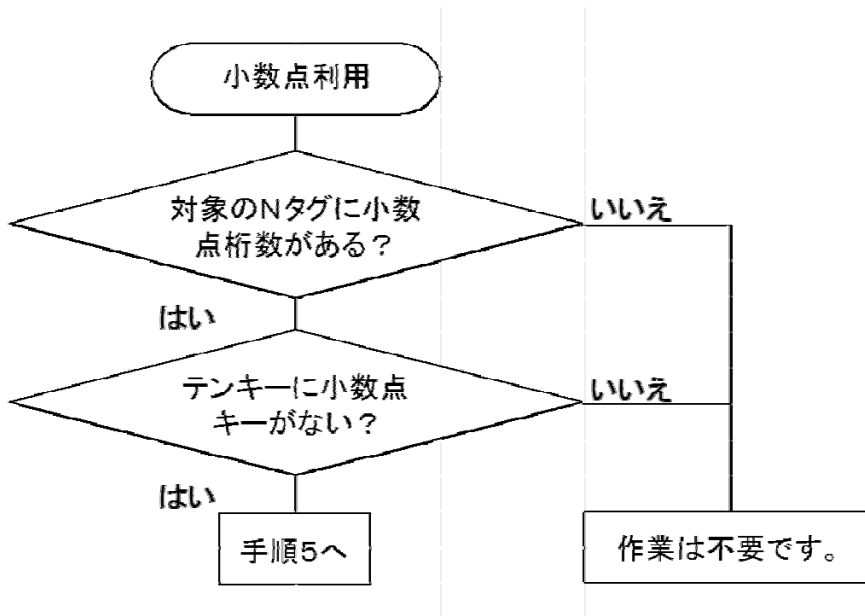 小数点利用
対象のNタグに小数
点桁数がある？
いいえ
はい
テンキーに小数点
キーがない？
いいえ
はい
手順5へ
作業は不要です。